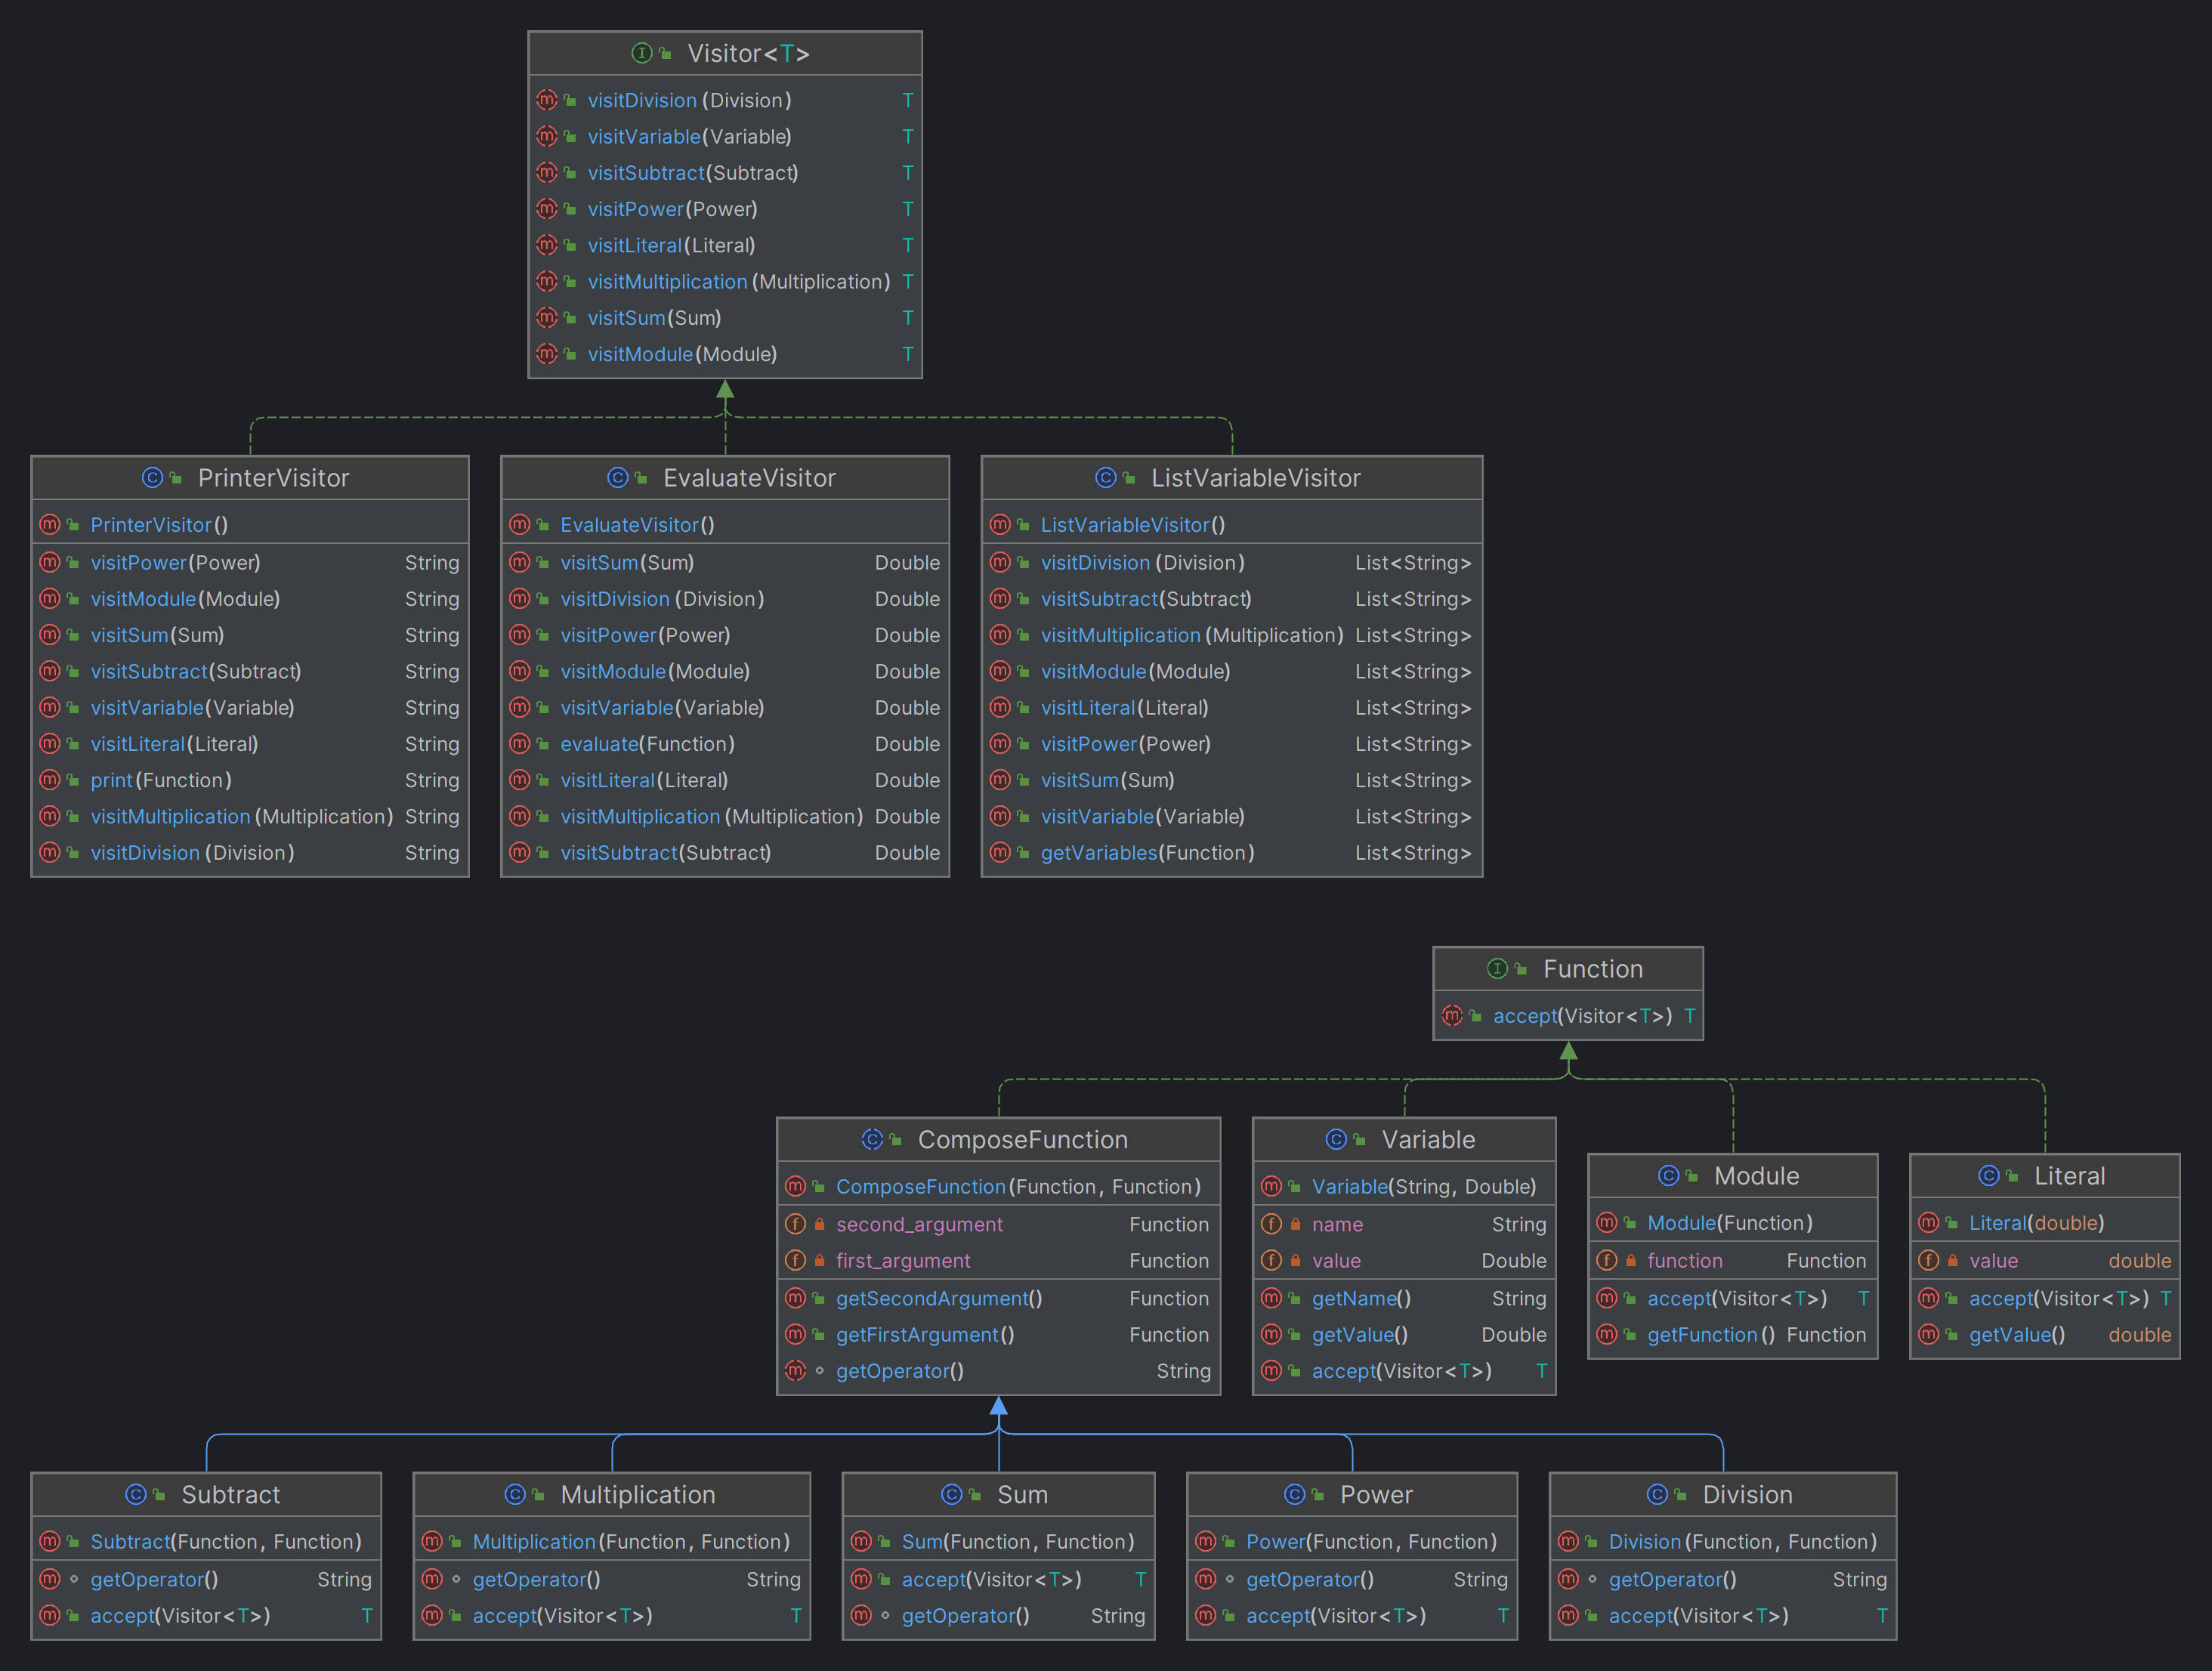 Visitor<T>
visitDivision(Division) T
visitVariable(Variable) T
visitSubtract(Subtract) T
visitPower(Power) T
visitLiteral(Literal) T
visitMultiplication(Multiplication) T
visitSum(Sum) T
visitModule(Module) T
PrinterVisitor
PrinterVisitor()
visitPower(Power) String
visitModule(Module) String
visitSum(Sum) String
visitSubtract(Subtract) String
visitVariable(Variable) String
visitLiteral(Literal) String
print(Function) String
visitMultiplication(Multiplication) String
visitDivision(Division) String
EvaluateVisitor
EvaluateVisitor()
visitSum(Sum) Double
visitDivision(Division) Double
visitPower(Power) Double
visitModule(Module) Double
visitVariable(Variable) Double
evaluate(Function) Double
visitLiteral(Literal) Double
visitMultiplication(Multiplication) Double
visitSubtract(Subtract) Double
ListVariableVisitor
ListVariableVisitor()
visitDivision(Division) List<String>
visitSubtract(Subtract) List<String>
visitMultiplication(Multiplication) List<String>
visitModule(Module) List<String>
visitLiteral(Literal) List<String>
visitPower(Power) List<String>
visitSum(Sum) List<String>
visitVariable(Variable) List<String>
getVariables(Function) List<String>
Function
accept(Visitor<T>) T
ComposeFunction
ComposeFunction(Function, Function)
second_argument Function
first_argument Function
getSecondArgument() Function
getFirstArgument() Function
getOperator() String
Variable
Variable(String, Double)
name String
value Double
getName() String
getValue() Double
accept(Visitor<T>) T
Module
Module(Function)
function Function
accept(Visitor<T>) T
getFunction() Function
Literal
Literal(double)
value double
accept(Visitor<T>) T
getValue() double
Subtract
Subtract(Function, Function)
getOperator() String
accept(Visitor<T>) T
Multiplication
Multiplication(Function, Function)
getOperator() String
accept(Visitor<T>) T
Sum
Sum(Function, Function)
accept(Visitor<T>) T
getOperator() String
Power
Power(Function, Function)
getOperator() String
accept(Visitor<T>) T
Division
Division(Function, Function)
getOperator() String
accept(Visitor<T>) T